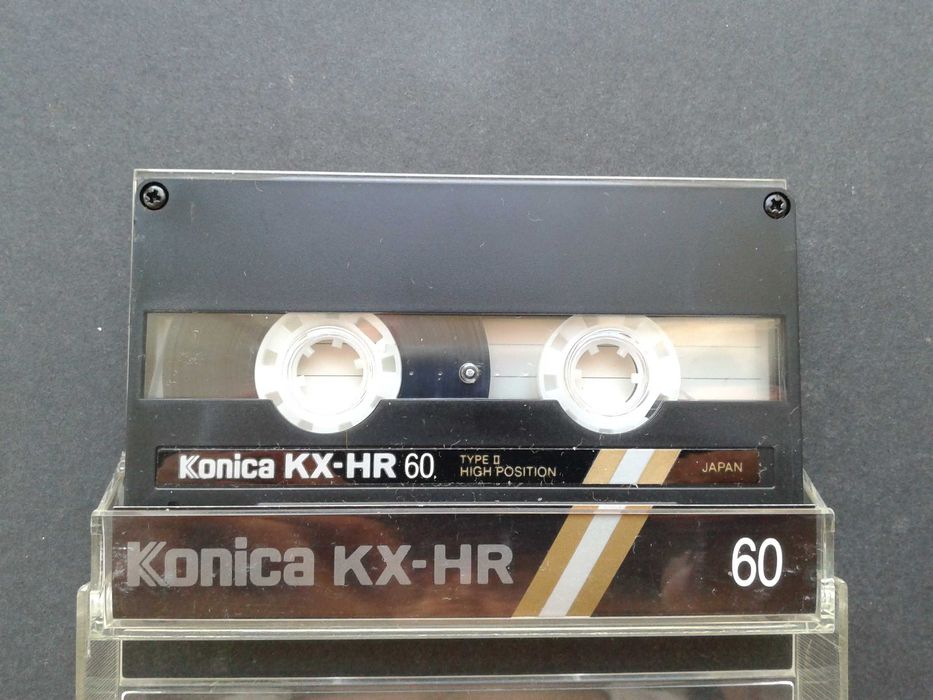 Konica KX-HR 60
TYPE II
HIGH POSITION
JAPAN
Konica KX-HR
60